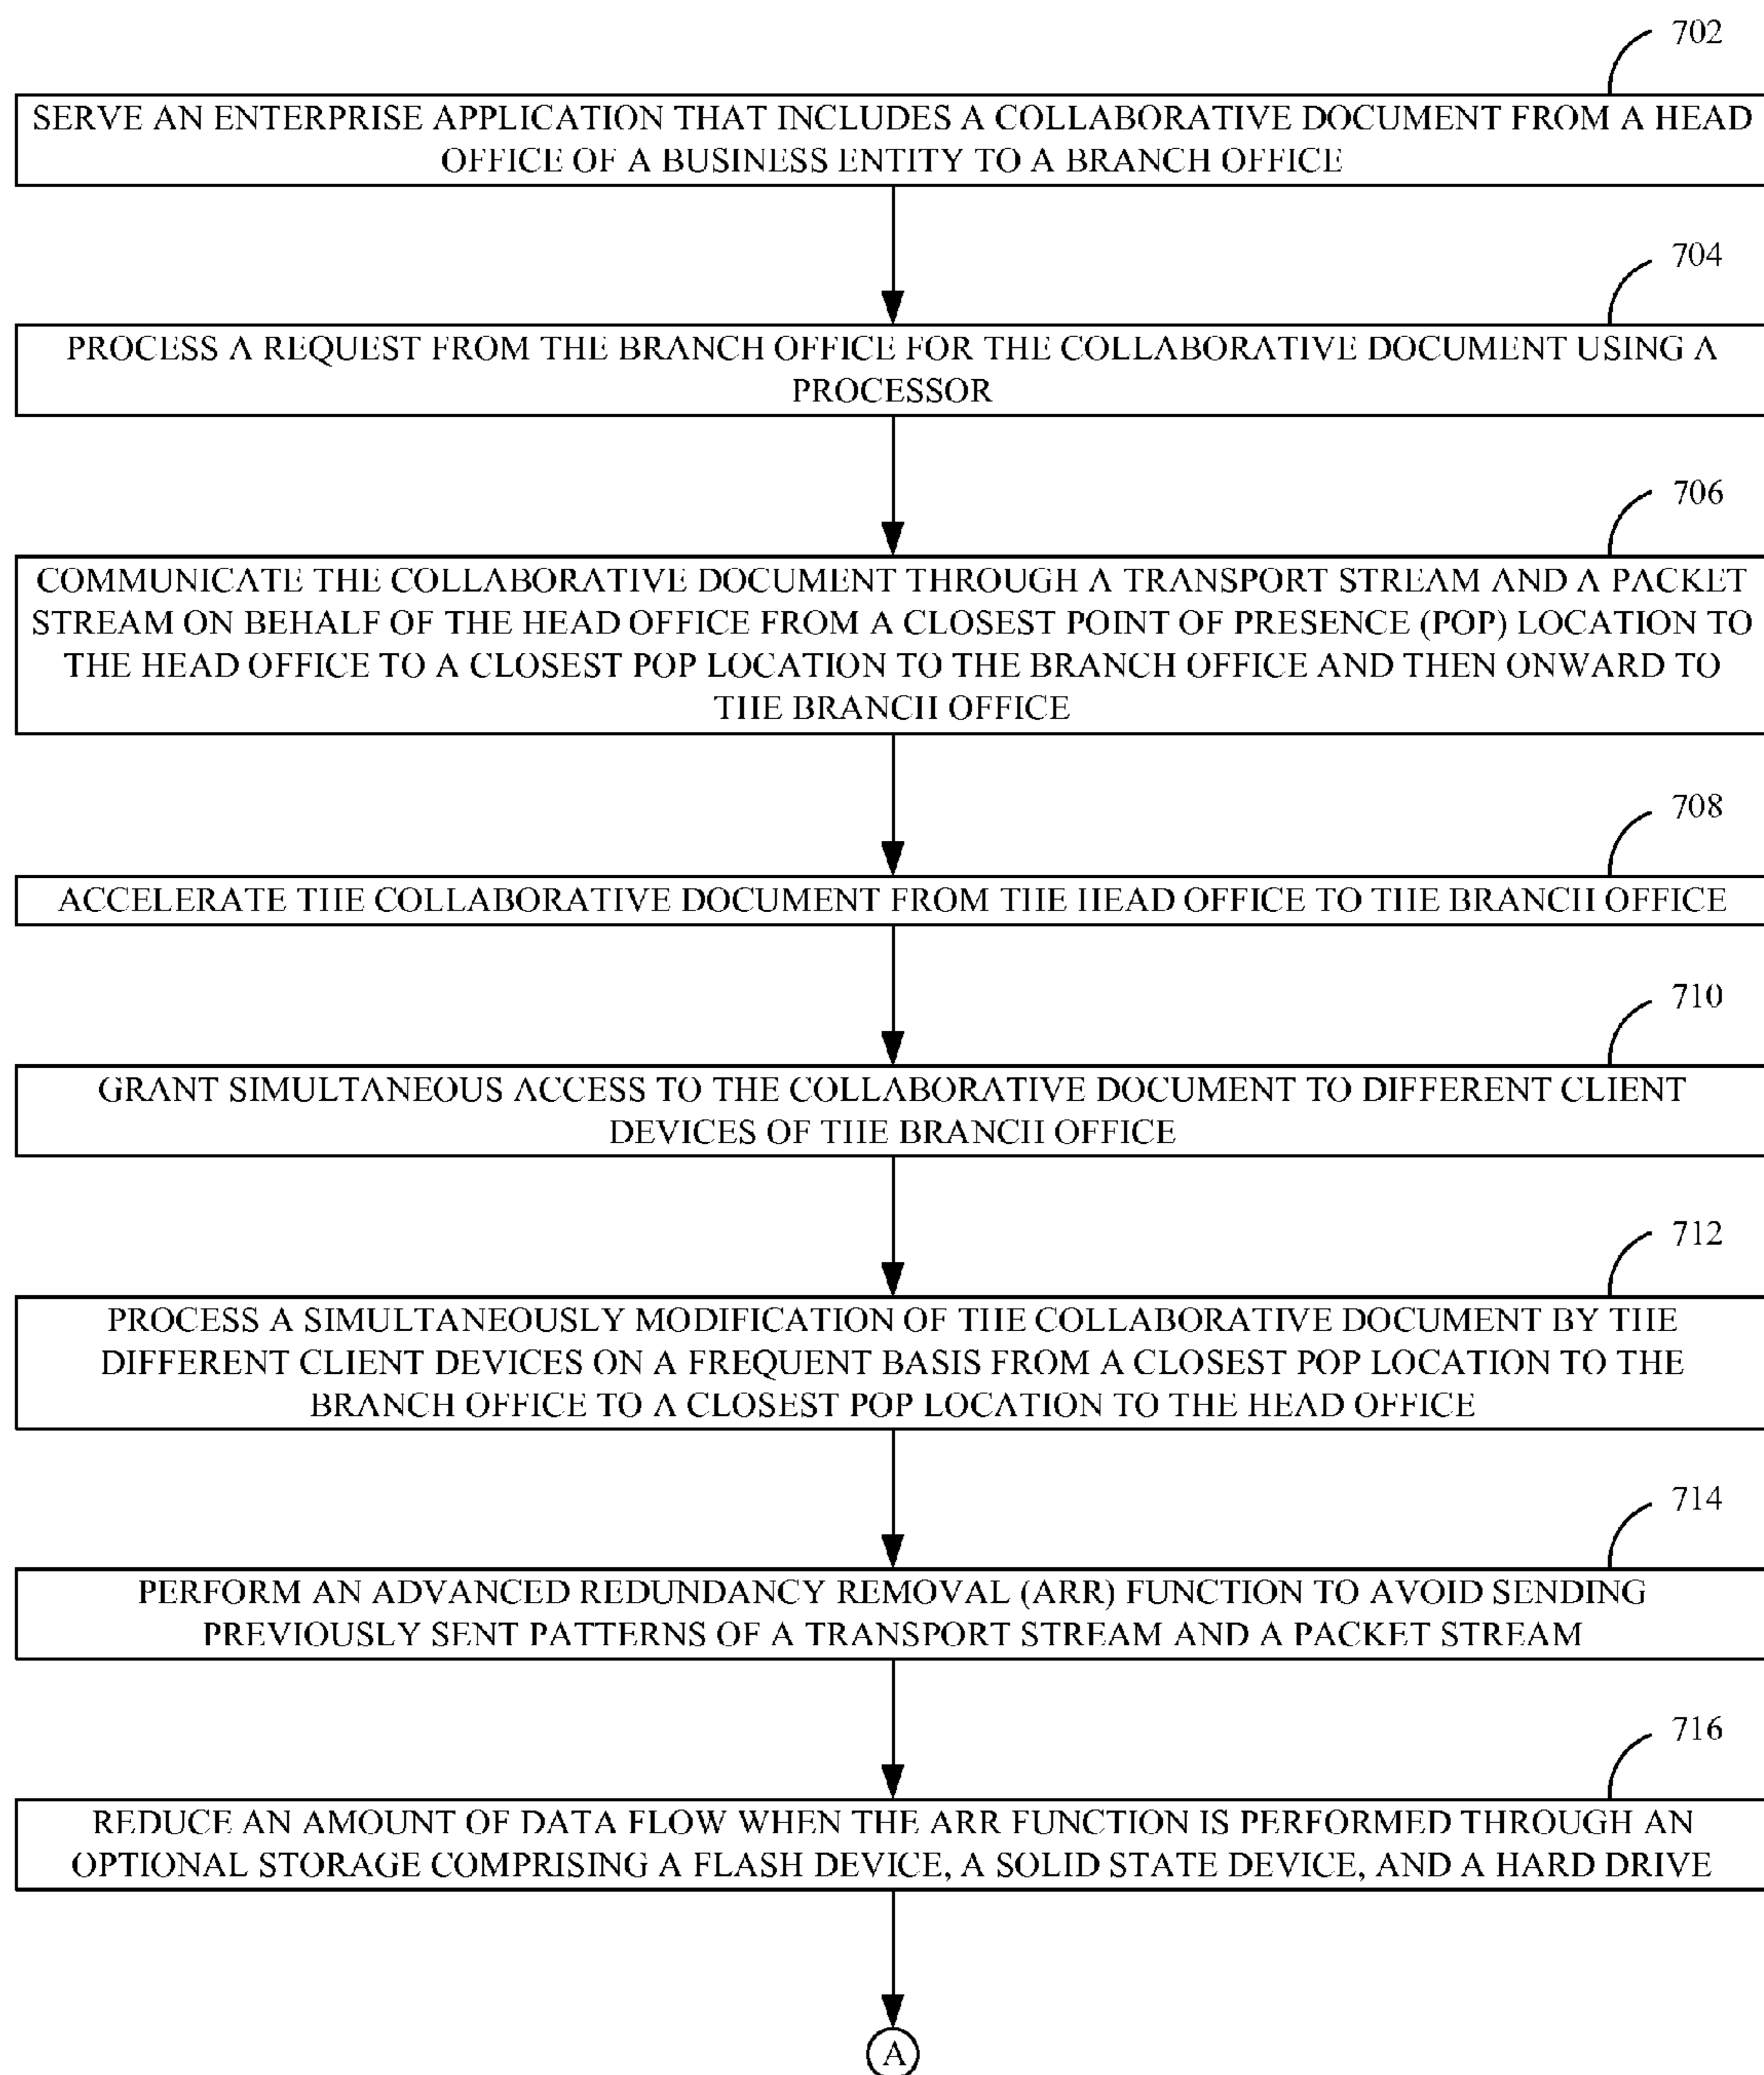 702
SERVE AN ENTERPRISE APPLICATION THAT INCLUDES A COLLABORATIVE DOCUMENT FROM A HEAD
OFFICE OF A BUSINESS ENTITY TO A BRANCH OFFICE
704
PROCESS A REQUEST FROM THE BRANCH OFFICE FOR THE COLLABORATIVE DOCUMENT USING A
PROCESSOR
706
COMMUNICATE THE COLLABORATIVE DOCUMENT THROUGH A TRANSPORT STREAM AND A PACKET
STREAM ON BEHALF OF THE HEAD OFFICE FROM A CLOSEST POINT OF PRESENCE (POP) LOCATION TO
THE HEAD OFFICE TO A CLOSEST POP LOCATION TO THE BRANCH OFFICE AND THEN ONWARD TO
THE BRANCH OFFICE
708
ACCELERATE THE COLLABORATIVE DOCUMENT FROM THE HEAD OFFICE TO THE BRANCH OFFICE
710
GRANT SIMULTANEOUS ACCESS TO THE COLLABORATIVE DOCUMENT TO DIFFERENT CLIENT
DEVICES OF THE BRANCH OFFICE
712
PROCESS A SIMULTANEOUSLY MODIFICATION OF THE COLLABORATIVE DOCUMENT BY THE
DIFFERENT CLIENT DEVICES ON A FREQUENT BASIS FROM A CLOSEST POP LOCATION TO THE
BRANCH OFFICE TO A CLOSEST POP LOCATION TO THE HEAD OFFICE
714
PERFORM AN ADVANCED REDUNDANCY REMOVAL (ARR) FUNCTION TO AVOID SENDING
PREVIOUSLY SENT PATTERNS OF A TRANSPORT STREAM AND A PACKET STREAM
716
REDUCE AN AMOUNT OF DATA FLOW WHEN THE ARR FUNCTION IS PERFORMED THROUGH AN
OPTIONAL STORAGE COMPRISING A FLASH DEVICE, A SOLID STATE DEVICE, AND A HARD DRIVE
A